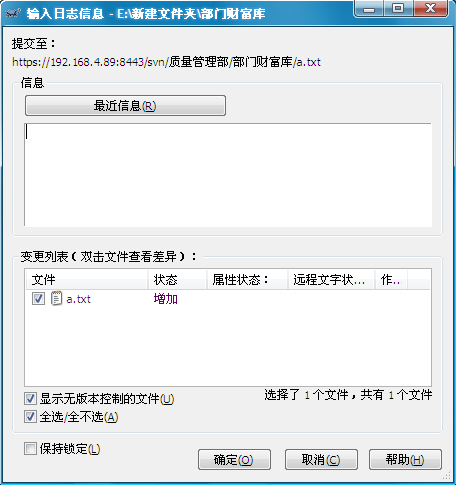 输入日志信息 - E:\新建文件夹\部门财富库
提交至：
https://192.168.4.89:8443/svn/质量管理部/部门财富库/a.txt
信息
最近信息(R)
变更列表（双击文件查看差异）：
文件 状态 属性状态： 远程文字状... 作..
a.txt 增加
显示无版本控制的文件(U)
选择了 1 个文件，共有 1 个文件
全选/全不选(A)
保持锁定(L)
确定(O) 取消(C) 帮助(H)